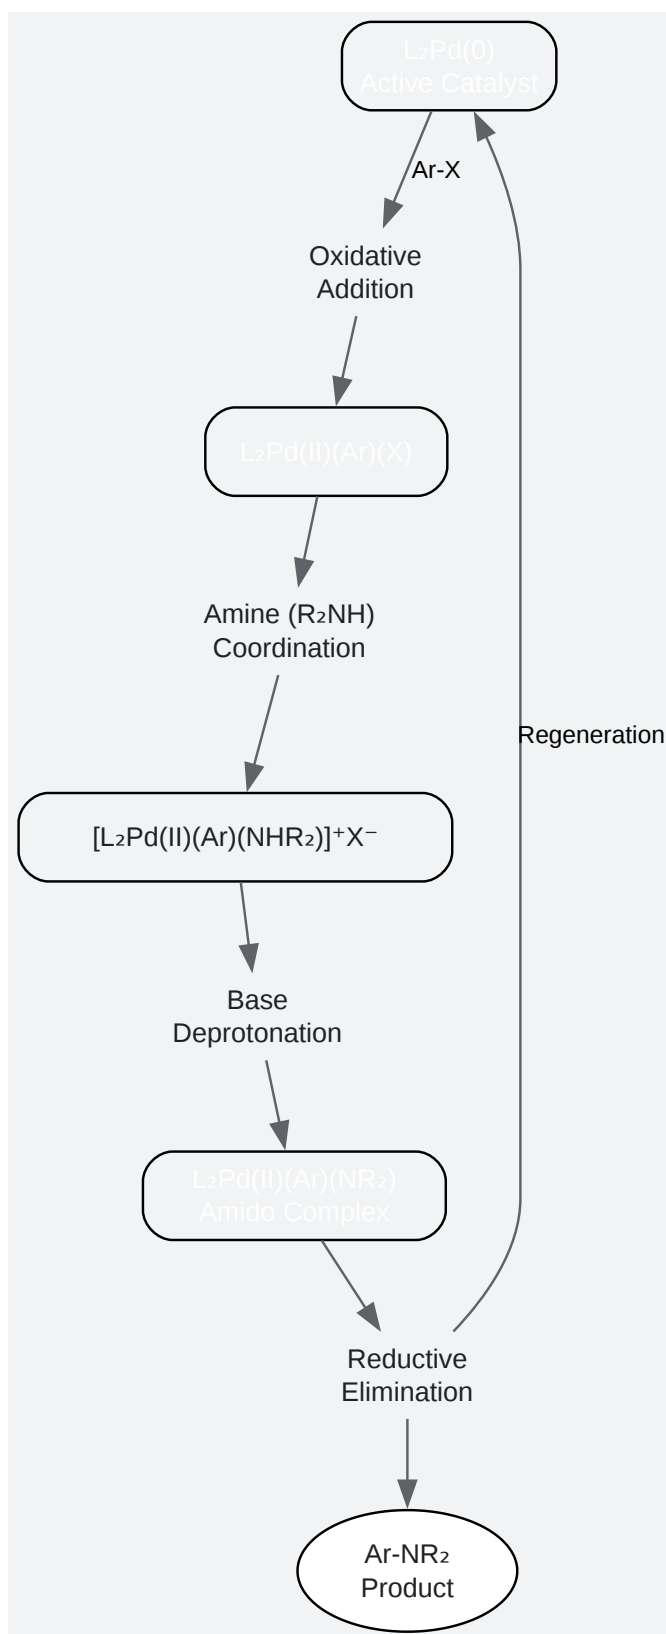 L₂Pd(0)
Active Catalyst
Ar-X
Oxidative
Addition
L₂Pd(II)(Ar)(X)
Amine (R₂NH)
Coordination
Regeneration
[L₂Pd(II)(Ar)(NHR₂)]⁺X⁻
Base
Deprotonation
L₂Pd(II)(Ar)(NR₂)
Amido Complex
Reductive
Elimination
Ar-NR₂
Product